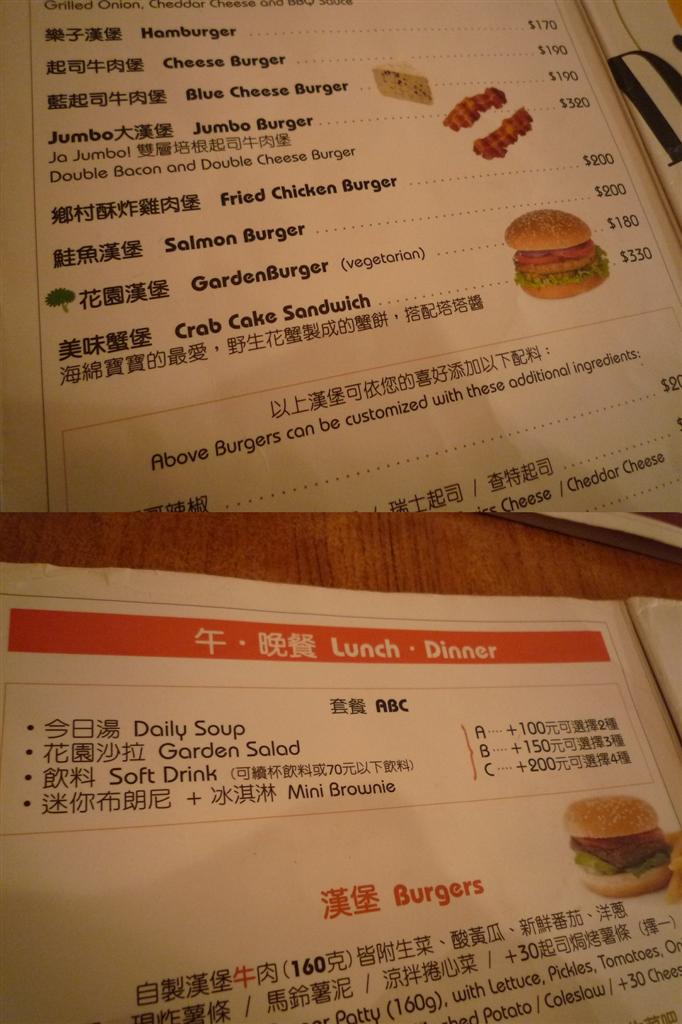 Grilled Onion, Cheddar Cheese and BBQ Sauce
樂子漢堡 Hamburger $170
起司牛肉堡 Cheese Burger $190
藍起司牛肉堡 Blue Cheese Burger $190
Jumbo大漢堡 Jumbo Burger $320
Ja Jumbo! 雙層培根起司牛肉堡
Double Bacon and Double Cheese Burger
鄉村酥炸雞肉堡 Fried Chicken Burger $200
鮭魚漢堡 Salmon Burger $200
花園漢堡 GardenBurger (vegetarian) $180
美味蟹堡 Crab Cake Sandwich $330
海綿寶寶的最愛，野生花蟹製成的蟹餅，搭配塔塔醬
以上漢堡可依您的喜好添加以下配料：
Above Burgers can be customized with these additional ingredients:
辣椒 $20
/ 瑞士起司 / 查特起司
Cheese / Cheddar Cheese
午・晚餐 Lunch・Dinner
套餐 ABC
• 今日湯 Daily Soup
• 花園沙拉 Garden Salad
• 飲料 Soft Drink (可續杯飲料或70元以下飲料)
• 迷你布朗尼 + 冰淇淋 Mini Brownie
A ···· +100元可選擇2種
B ···· +150元可選擇3種
C ···· +200元可選擇4種
漢堡 Burgers
自製漢堡牛肉(160克)皆附生菜、酸黃瓜、新鮮番茄、洋蔥
現炸薯條 / 馬鈴薯泥 / 涼拌捲心菜 / +30起司焗烤薯條 (擇一)
Patty (160g), with Lettuce, Pickles, Tomatoes,
Potato / Coleslaw / +30